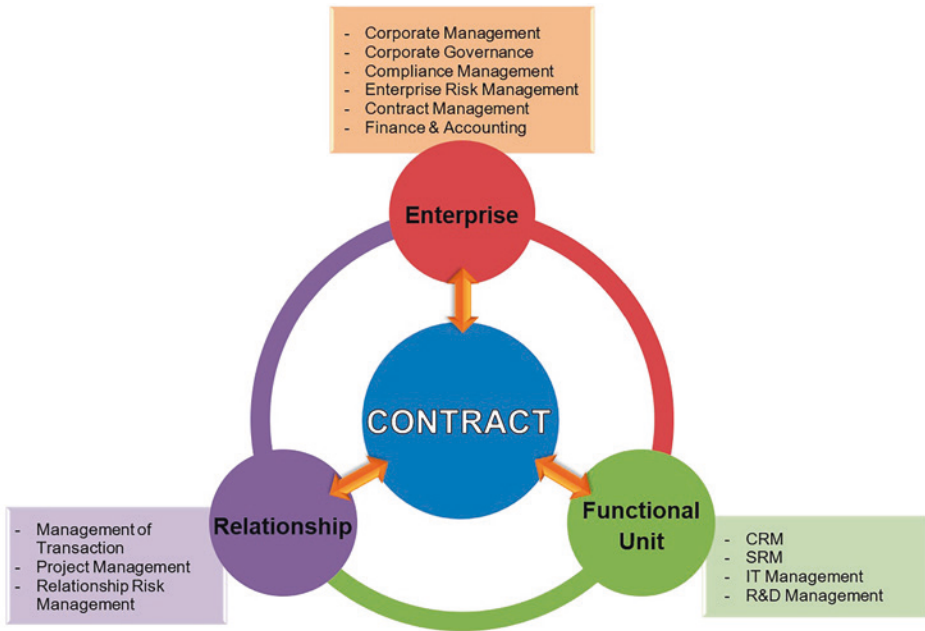 - Corporate Management
- Corporate Governance
- Compliance Management
- Enterprise Risk Management
- Contract Management
- Finance & Accounting
Enterprise
CONTRACT
Relationship
- Management of
Transaction
- Project Management
- Relationship Risk
Management
Functional
Unit
- CRM
- SRM
- IT Management
- R&D Management